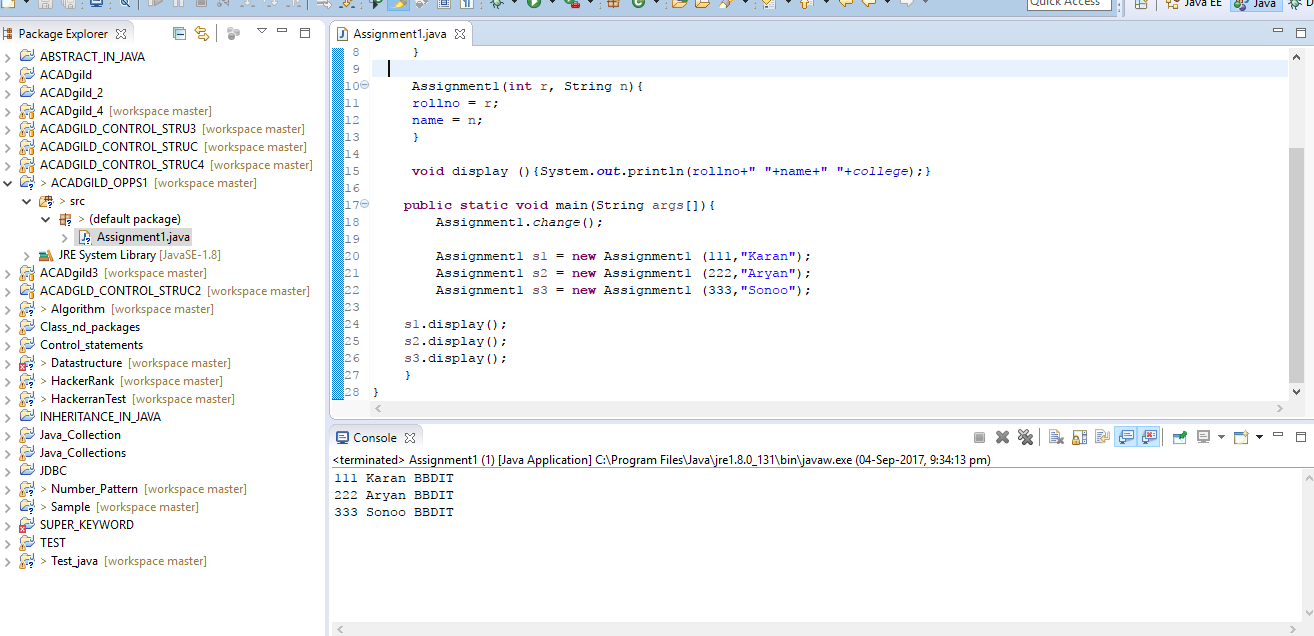 Quick Access
Java EE
Java
Package Explorer
ABSTRACT_IN_JAVA
ACADgild
ACADgild_2
ACADgild_4 [workspace master]
ACADGILD_CONTROL_STRU3 [workspace master]
ACADGILD_CONTROL_STRUC [workspace master]
ACADGILD_CONTROL_STRUC4 [workspace master]
> ACADGILD_OPPS1 [workspace master]
> src
> (default package)
Assignment1.java
JRE System Library [JavaSE-1.8]
ACADgild3 [workspace master]
ACADGLD_CONTROL_STRUC2 [workspace master]
> Algorithm [workspace master]
Class_nd_packages
Control_statements
> Datastructure [workspace master]
> HackerRank [workspace master]
> HackerranTest [workspace master]
INHERITANCE_IN_JAVA
Java_Collection
Java_Collections
JDBC
> Number_Pattern [workspace master]
> Sample [workspace master]
SUPER_KEYWORD
TEST
> Test_java [workspace master]
Assignment1.java
8 }
9
10 Assignment1(int r, String n){
11 rollno = r;
12 name = n;
13 }
14
15 void display (){System.out.println(rollno+" "+name+" "+college);}
16
17 public static void main(String args[]){
18 Assignment1.change();
19
20 Assignment1 s1 = new Assignment1 (111,"Karan");
21 Assignment1 s2 = new Assignment1 (222,"Aryan");
22 Assignment1 s3 = new Assignment1 (333,"Sonoo");
23
24 s1.display();
25 s2.display();
26 s3.display();
27 }
28 }
Console
<terminated> Assignment1 (1) [Java Application] C:\Program Files\Java\jre1.8.0_131\bin\javaw.exe (04-Sep-2017, 9:34:13 pm)
111 Karan BBDIT
222 Aryan BBDIT
333 Sonoo BBDIT